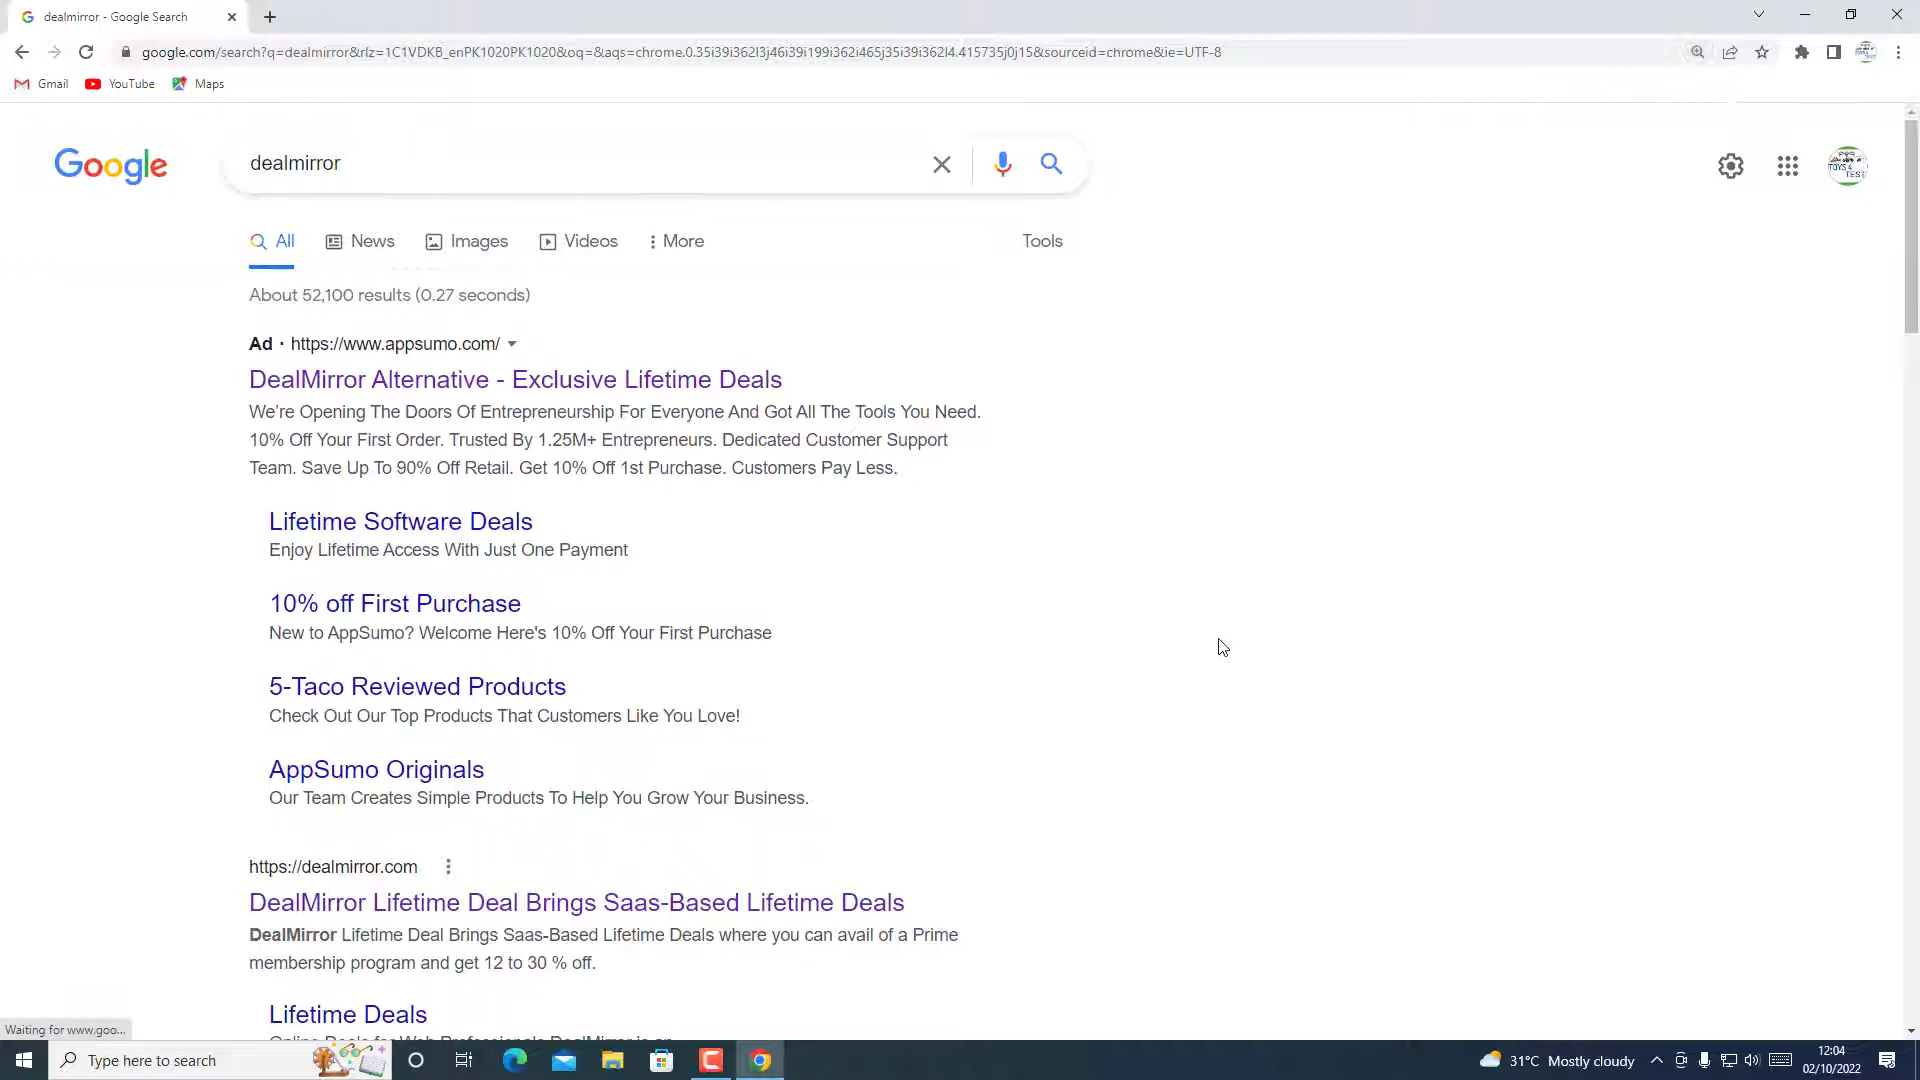 dealmirror - Google Search
google.com/search?q=dealmirror&rlz=1C1VDKB_enPK1020PK1020&oq=&aqs=chrome.0.35i39i362l3j46i39i199i362i465j35i39i362l4.415735j0j15&sourceid=chrome&ie=UTF-8
Gmail YouTube Maps
Google
dealmirror
TOYS 4 TEST
All News Images Videos More Tools
About 52,100 results (0.27 seconds)
Ad · https://www.appsumo.com/
DealMirror Alternative - Exclusive Lifetime Deals
We're Opening The Doors Of Entrepreneurship For Everyone And Got All The Tools You Need.
10% Off Your First Order. Trusted By 1.25M+ Entrepreneurs. Dedicated Customer Support
Team. Save Up To 90% Off Retail. Get 10% Off 1st Purchase. Customers Pay Less.
Lifetime Software Deals
Enjoy Lifetime Access With Just One Payment
10% off First Purchase
New to AppSumo? Welcome Here's 10% Off Your First Purchase
5-Taco Reviewed Products
Check Out Our Top Products That Customers Like You Love!
AppSumo Originals
Our Team Creates Simple Products To Help You Grow Your Business.
https://dealmirror.com
DealMirror Lifetime Deal Brings Saas-Based Lifetime Deals
DealMirror Lifetime Deal Brings Saas-Based Lifetime Deals where you can avail of a Prime
membership program and get 12 to 30 % off.
Lifetime Deals
Waiting for www.goo...
Type here to search
31°C Mostly cloudy
12:04
02/10/2022